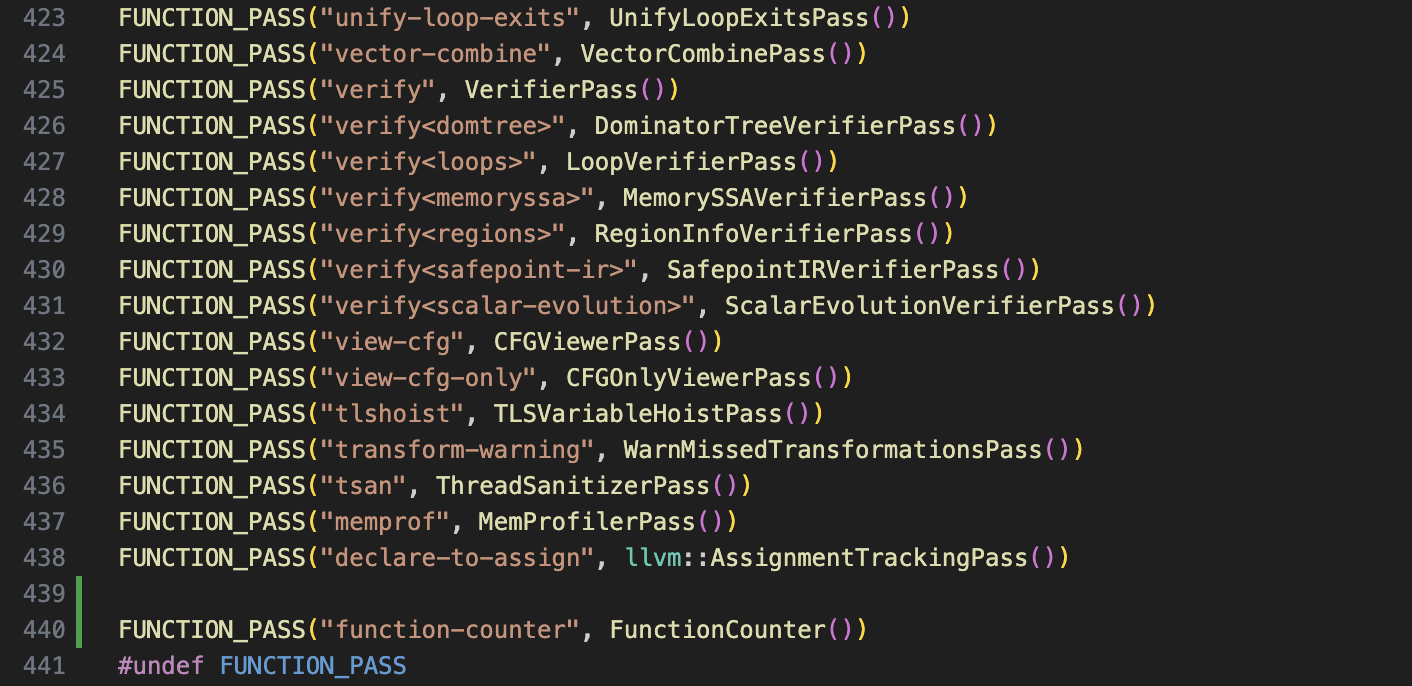 423 FUNCTION_PASS("unify-loop-exits", UnifyLoopExitsPass())
424 FUNCTION_PASS("vector-combine", VectorCombinePass())
425 FUNCTION_PASS("verify", VerifierPass())
426 FUNCTION_PASS("verify<domtree>", DominatorTreeVerifierPass())
427 FUNCTION_PASS("verify<loops>", LoopVerifierPass())
428 FUNCTION_PASS("verify<memoryssa>", MemorySSAVerifierPass())
429 FUNCTION_PASS("verify<regions>", RegionInfoVerifierPass())
430 FUNCTION_PASS("verify<safepoint-ir>", SafepointIRVerifierPass())
431 FUNCTION_PASS("verify<scalar-evolution>", ScalarEvolutionVerifierPass())
432 FUNCTION_PASS("view-cfg", CFGViewerPass())
433 FUNCTION_PASS("view-cfg-only", CFGOnlyViewerPass())
434 FUNCTION_PASS("tlshoist", TLSVariableHoistPass())
435 FUNCTION_PASS("transform-warning", WarnMissedTransformationsPass())
436 FUNCTION_PASS("tsan", ThreadSanitizerPass())
437 FUNCTION_PASS("memprof", MemProfilerPass())
438 FUNCTION_PASS("declare-to-assign", llvm::AssignmentTrackingPass())
439
440 FUNCTION_PASS("function-counter", FunctionCounter())
441 #undef FUNCTION_PASS